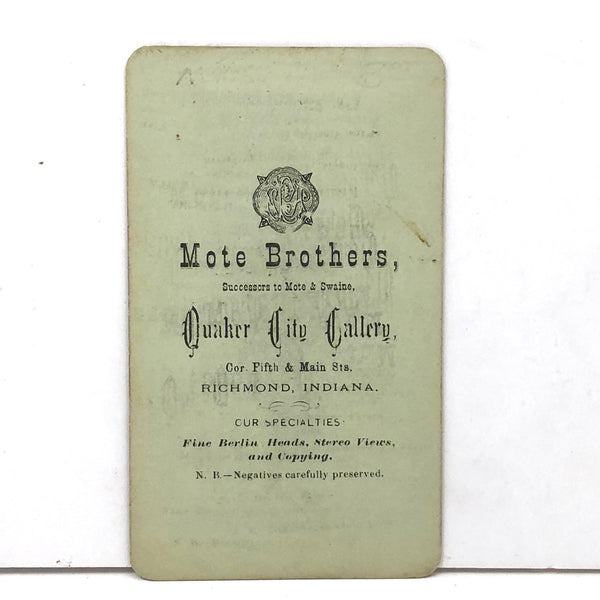 Mote Brothers,
Successors to Mote & Swaine,
Quaker City Gallery,
Cor. Fifth & Main Sts.
RICHMOND, INDIANA.
OUR SPECIALTIES
Fine Berlin Heads, Stereo Views,
and Copying.
N. B.—Negatives carefully preserved.